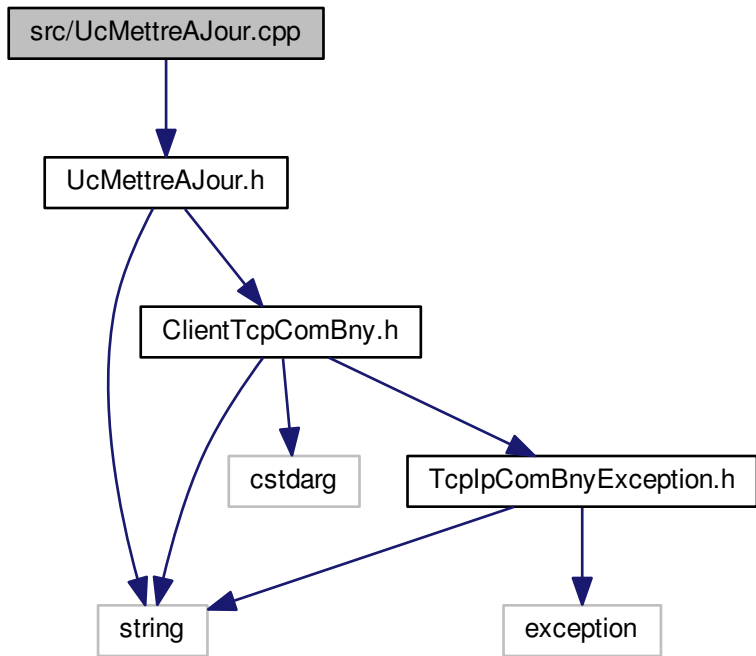 src/UcMettreAJour.cpp
UcMettreAJour.h
ClientTcpComBny.h
cstdarg
TcpIpComBnyException.h
string
exception